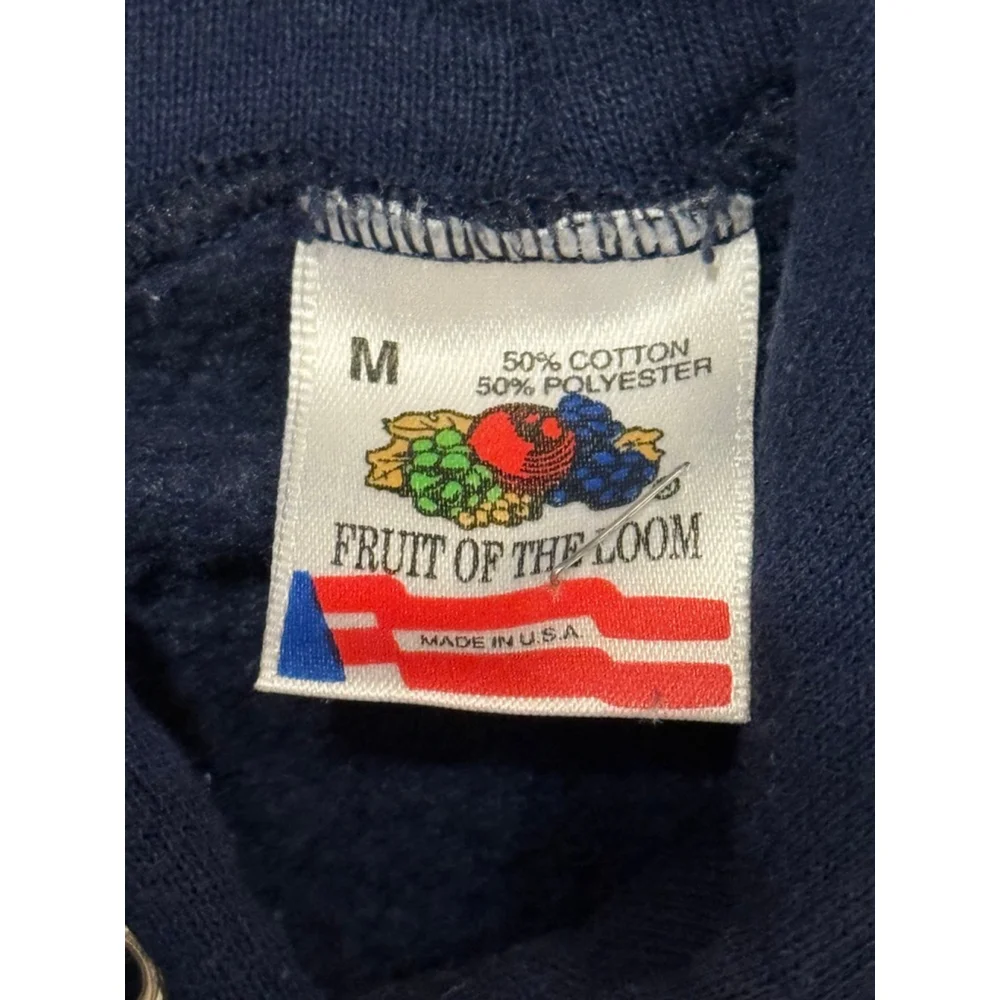 M
50% COTTON
50% POLYESTER
®
FRUIT OF THE LOOM
MADE IN U.S.A.